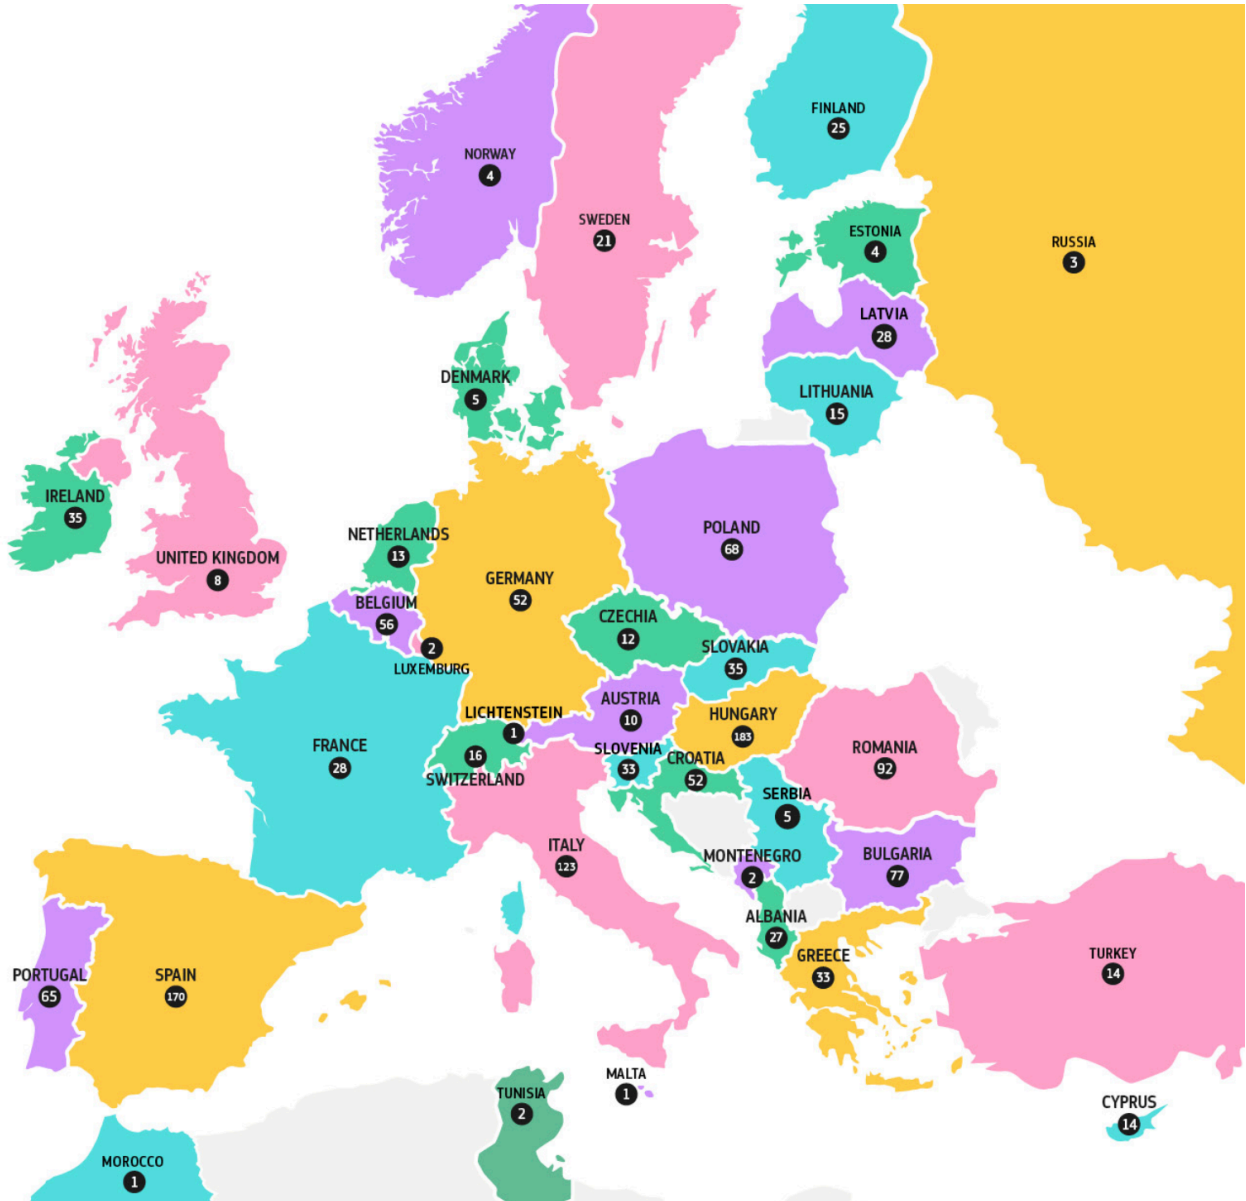 FINLAND
25
NORWAY
4
SWEDEN
21
ESTONIA
4
RUSSIA
3
LATVIA
28
DENMARK
5
LITHUANIA
15
IRELAND
35
UNITED KINGDOM
8
NETHERLANDS
13
POLAND
68
GERMANY
52
BELGIUM
56
CZECHIA
12
LUXEMBURG
2
SLOVAKIA
35
AUSTRIA
10
LICHTENSTEIN
1
HUNGARY
183
FRANCE
28
SWITZERLAND
16
SLOVENIA
33
CROATIA
52
ROMANIA
92
SERBIA
5
ITALY
123
MONTENEGRO
2
BULGARIA
77
ALBANIA
27
PORTUGAL
65
SPAIN
170
GREECE
33
TURKEY
14
TUNISIA
2
MALTA
1
CYPRUS
14
MOROCCO
1